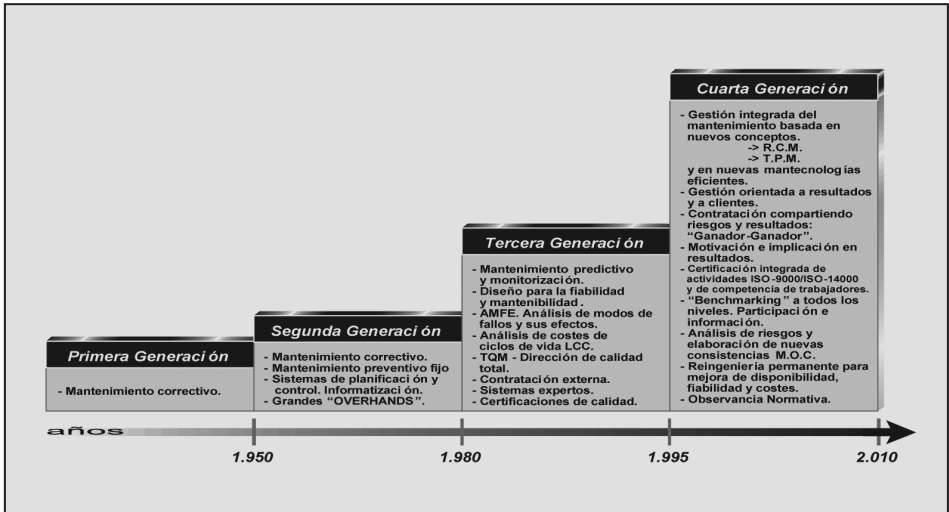 Primera Generación
- Mantenimiento correctivo.
Segunda Generación
- Mantenimiento correctivo.
- Mantenimiento preventivo fijo
- Sistemas de planificación y
control. Informatización.
- Grandes “OVERHANDS”.
Tercera Generación
- Mantenimiento predictivo
y monitorización.
- Diseño para la fiabilidad
y mantenibilidad.
- AMFE. Análisis de modos de
fallos y sus efectos.
- Análisis de costes de
ciclos de vida LCC.
- TQM - Dirección de calidad
total.
- Contratación externa.
- Sistemas expertos.
- Certificaciones de calidad.
Cuarta Generación
- Gestión integrada del
mantenimiento basada en
nuevos conceptos.
-> R.C.M.
-> T.P.M.
y en nuevas mantecnologías
eficientes.
- Gestión orientada a resultados
y a clientes.
- Contratación compartiendo
riesgos y resultados:
“Ganador-Ganador”.
- Motivación e implicación en
resultados.
- Certificación integrada de
actividades ISO-9000/ISO-14000
y de competencia de trabajadores.
- “Benchmarking” a todos los
niveles. Participación e
información.
- Análisis de riesgos y
elaboración de nuevas
consistencias M.O.C.
- Reingeniería permanente para
mejora de disponibilidad,
fiabilidad y costes.
- Observancia Normativa.
años
1.950
1.980
1.995
2.010